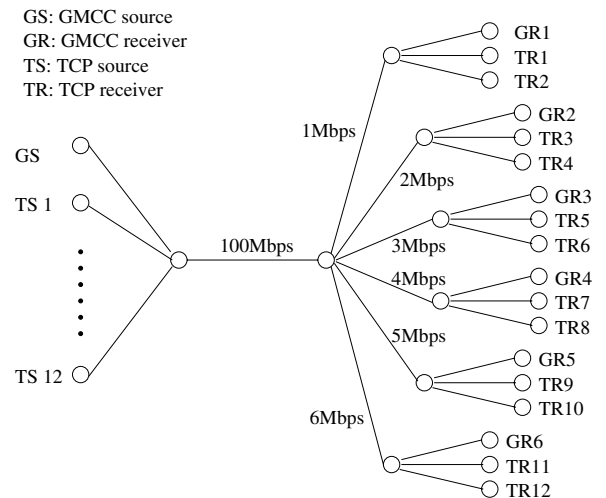 GS: GMCC source
GR: GMCC receiver
TS: TCP source
TR: TCP receiver
GS
TS 1
TS 12
100Mbps
1Mbps
2Mbps
3Mbps
4Mbps
5Mbps
6Mbps
GR1
TR1
TR2
GR2
TR3
TR4
GR3
TR5
TR6
GR4
TR7
TR8
GR5
TR9
TR10
GR6
TR11
TR12